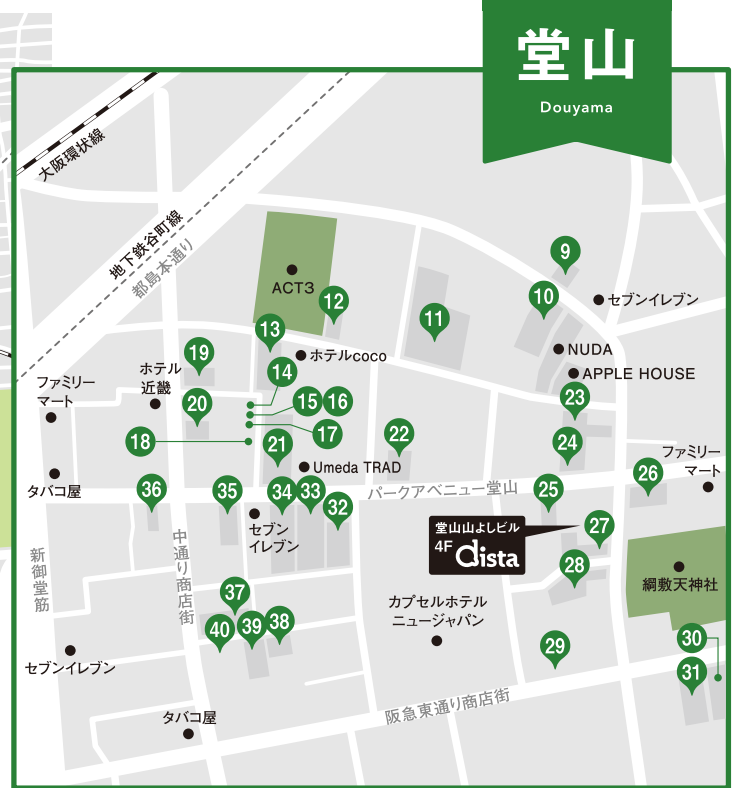 堂山
Douyama
大阪環状線
地下鉄谷町線
都島本通り
ACT3
9
10
セブンイレブン
12
11
13
NUDA
19
ホテルcoco
ホテル
近畿
14
APPLE HOUSE
ファミリー
マート
20
15
16
23
18
17
21
22
24
ファミリー
マート
Umeda TRAD
タバコ屋
26
36
35
34
33
パークアベニュー堂山
25
32
セブン
イレブン
堂山山よしビル
4F dista
27
新御堂筋
中通り商店街
28
綱敷天神社
37
カプセルホテル
ニュージャパン
40
39
38
30
29
セブンイレブン
31
阪急東通り商店街
タバコ屋